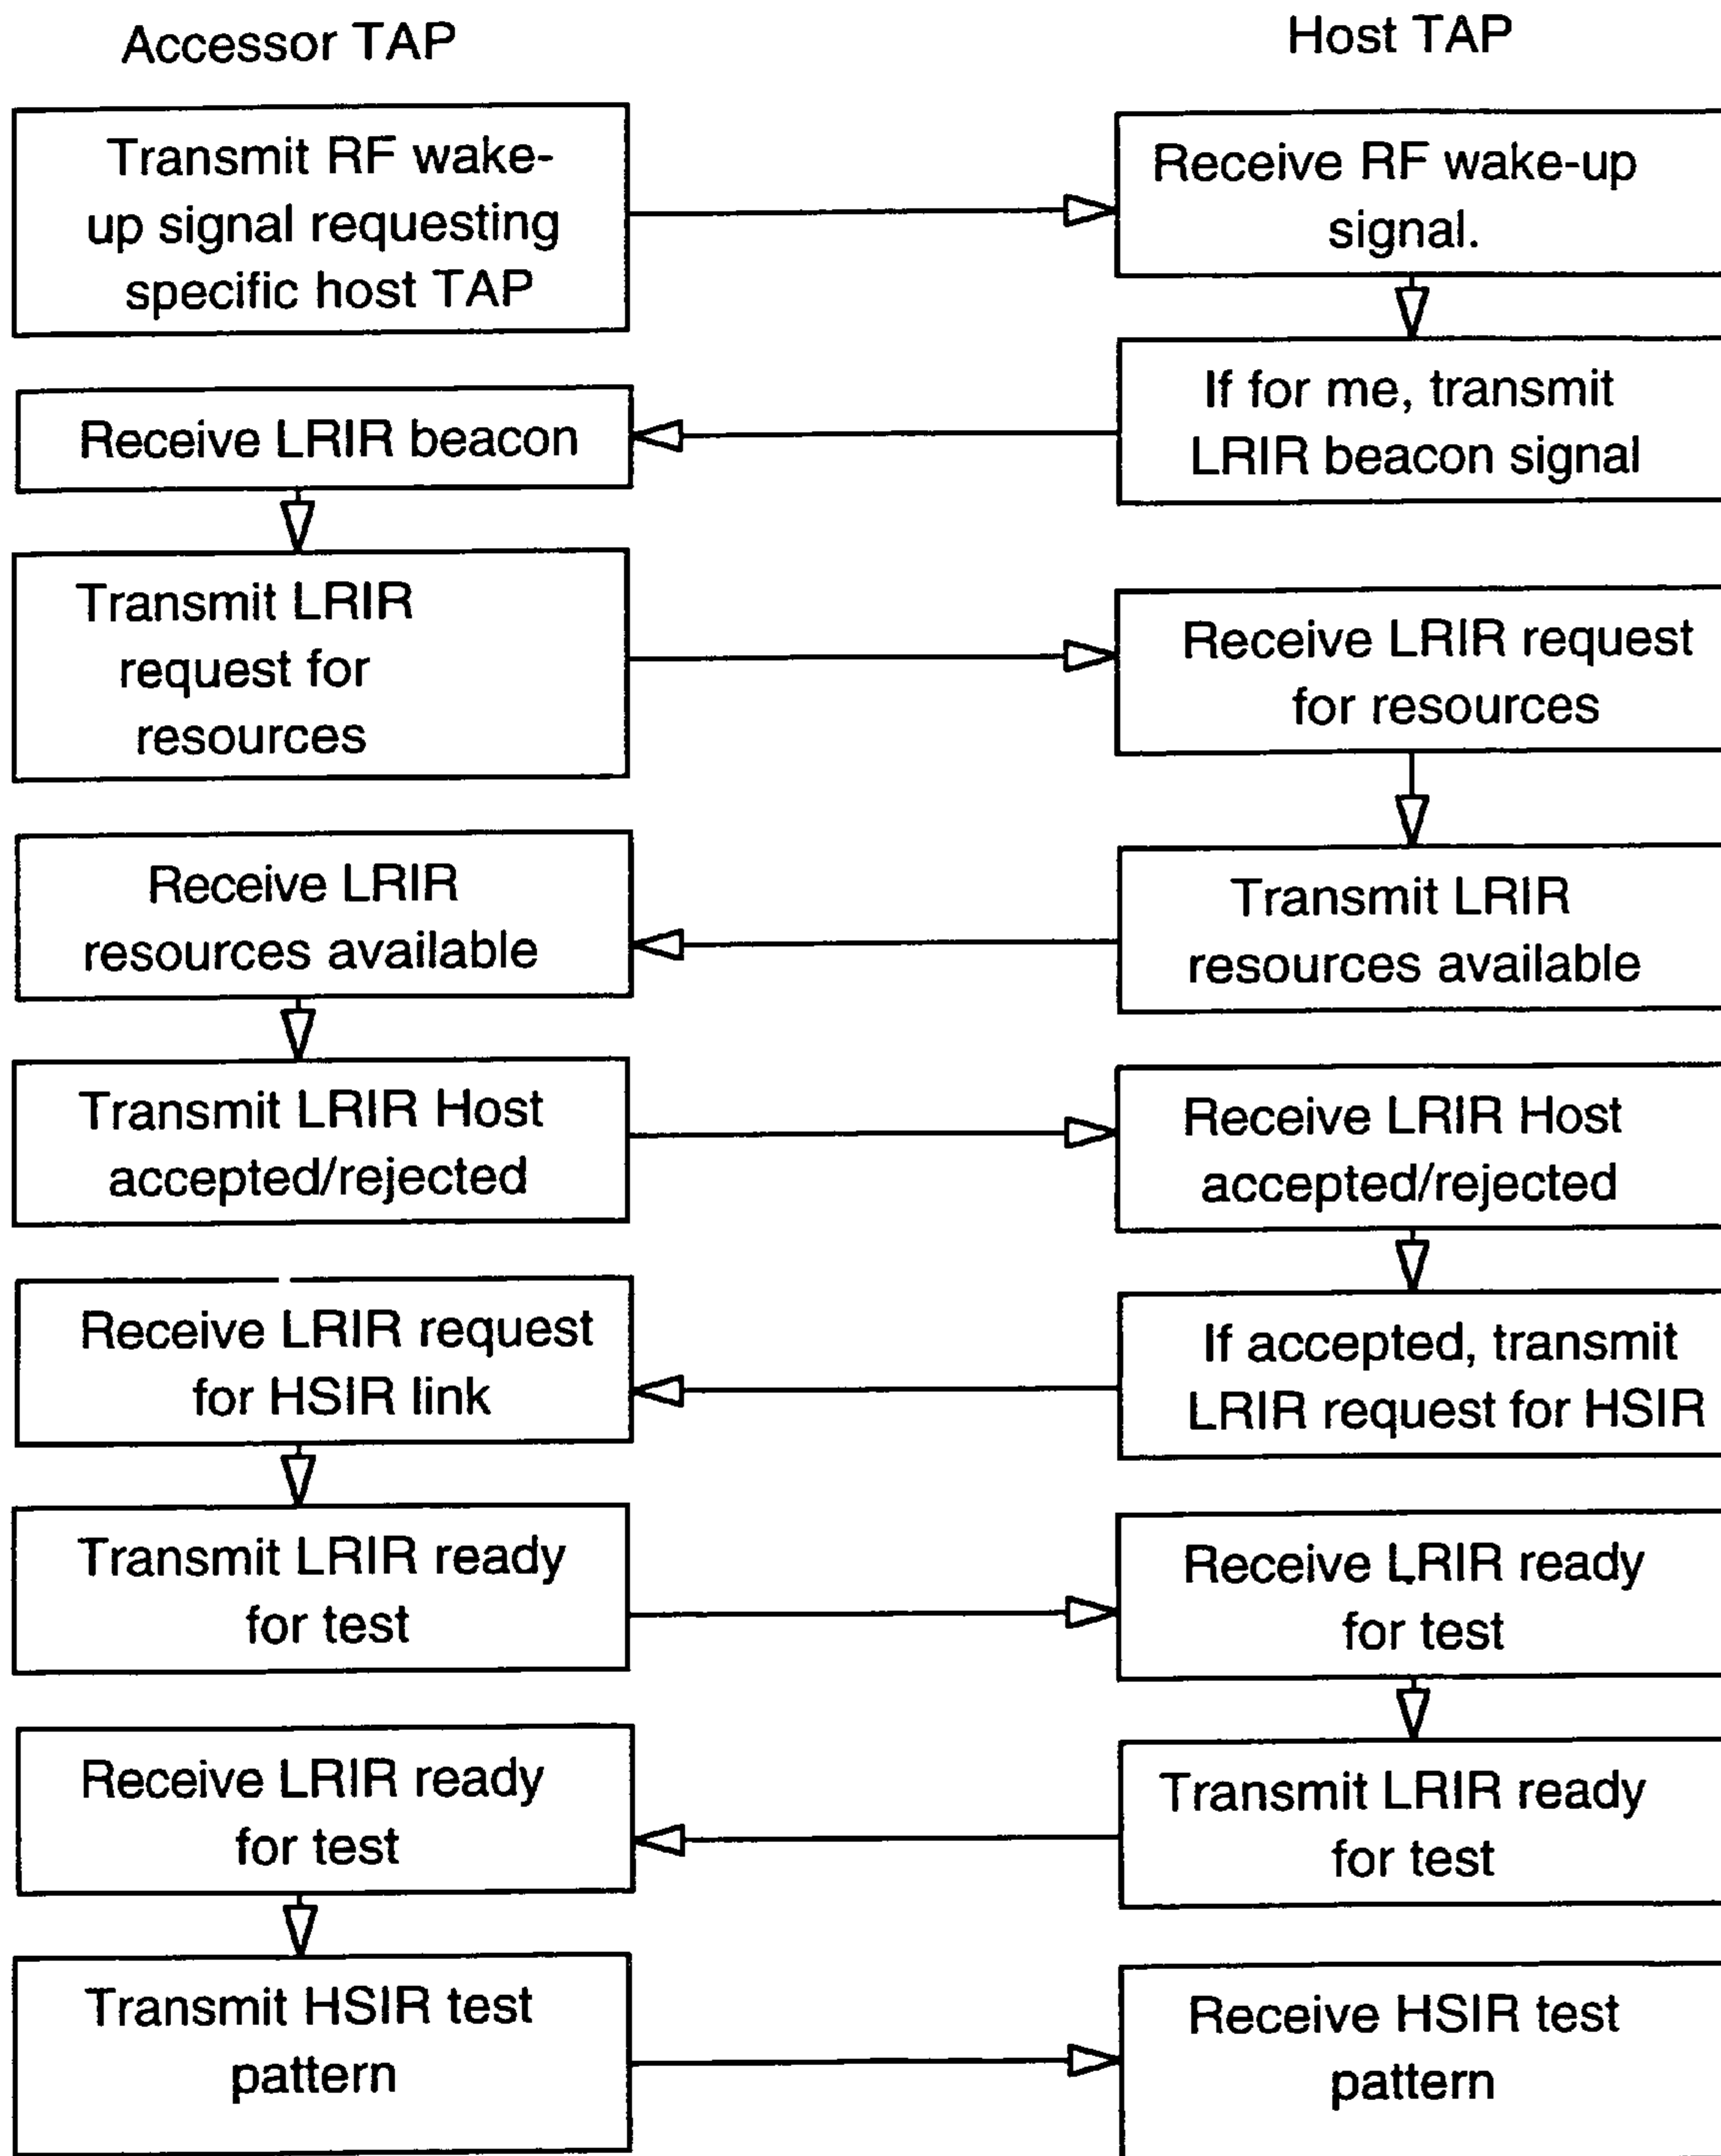 Accessor TAP
Host TAP
Transmit RF wake-
up signal requesting
specific host TAP
Receive RF wake-up
signal.
If for me, transmit
LRIR beacon signal
Receive LRIR beacon
Transmit LRIR
request for
resources
Receive LRIR request
for resources
Transmit LRIR
resources available
Receive LRIR
resources available
Transmit LRIR Host
accepted/rejected
Receive LRIR Host
accepted/rejected
If accepted, transmit
LRIR request for HSIR
Receive LRIR request
for HSIR link
Transmit LRIR ready
for test
Receive LRIR ready
for test
Transmit LRIR ready
for test
Receive LRIR ready
for test
Transmit HSIR test
pattern
Receive HSIR test
pattern